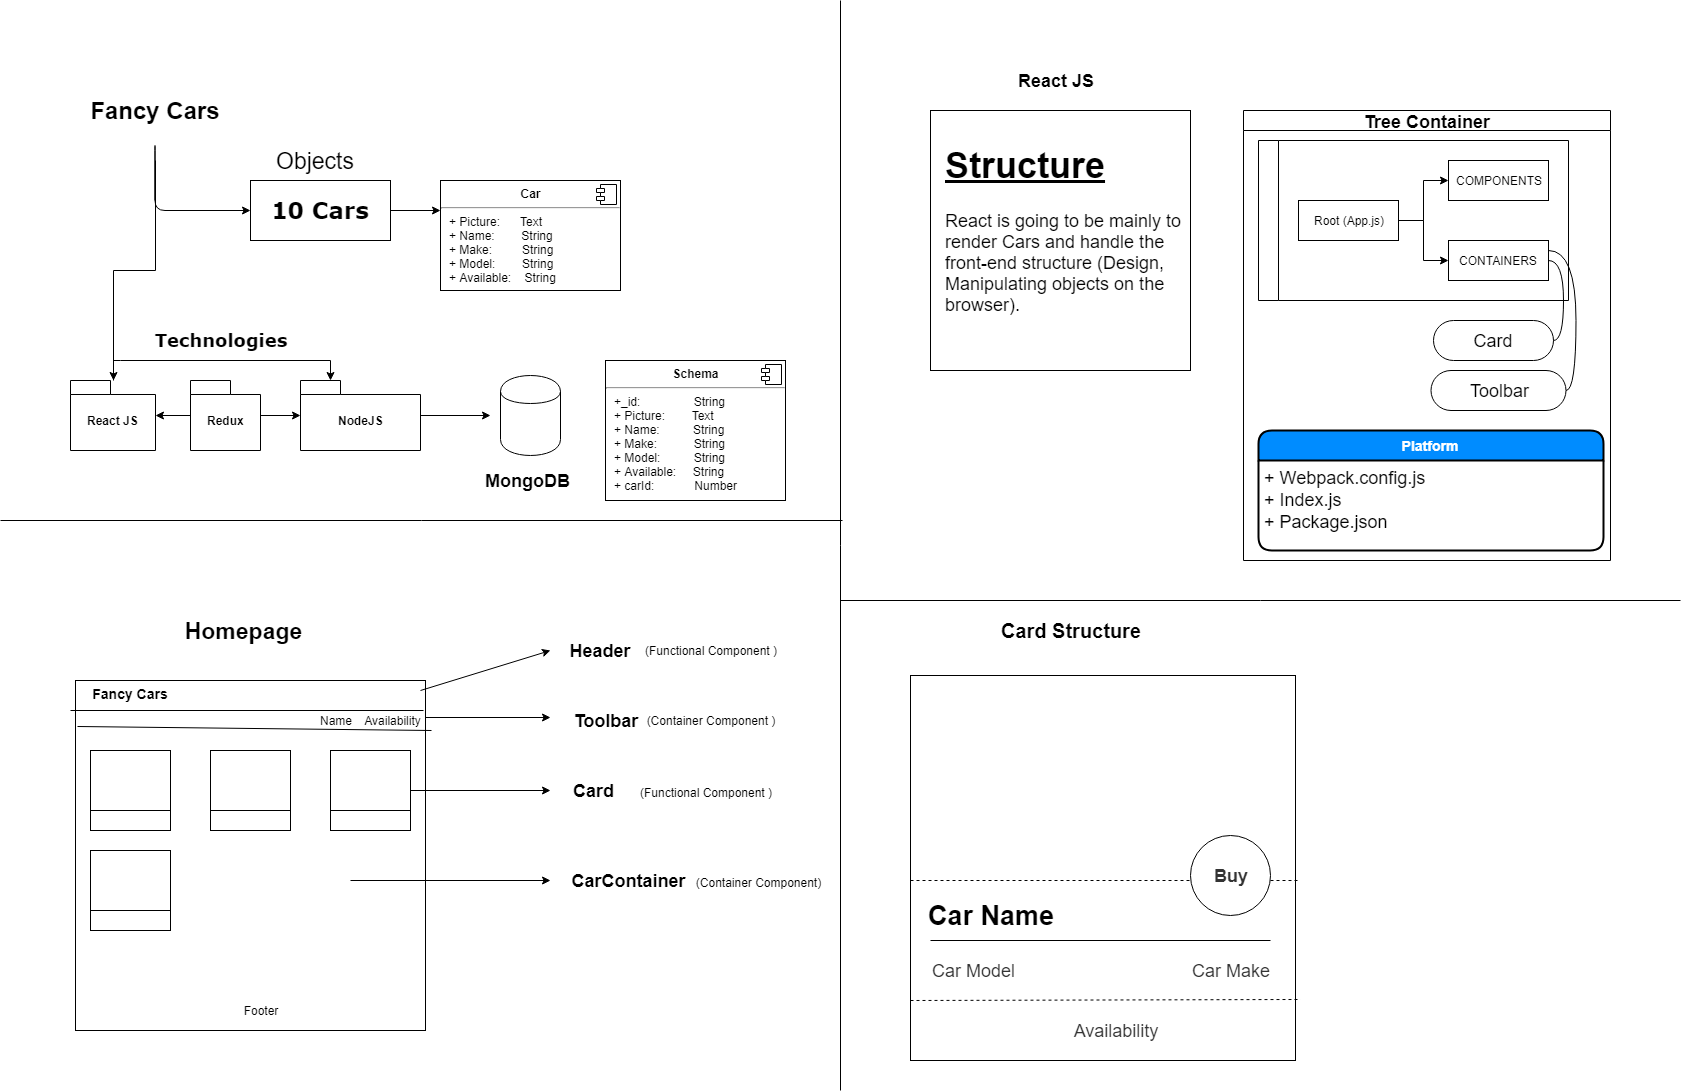 Fancy Cars
Objects
10 Cars
Car
+ Picture: Text
+ Name: String
+ Make: String
+ Model: String
+ Available: String
Technologies
React JS
Redux
NodeJS
MongoDB
Schema
+_id: String
+ Picture: Text
+ Name: String
+ Make: String
+ Model: String
+ Available: String
+ carId: Number
React JS
Structure
React is going to be mainly to
render Cars and handle the
front-end structure (Design,
Manipulating objects on the
browser).
Tree Container
Root (App.js)
COMPONENTS
CONTAINERS
Card
Toolbar
Platform
+ Webpack.config.js
+ Index.js
+ Package.json
Homepage
Fancy Cars
Name Availability
Footer
Header (Functional Component )
Toolbar (Container Component )
Card (Functional Component )
CarContainer (Container Component)
Card Structure
Buy
Car Name
Car Model Car Make
Availability